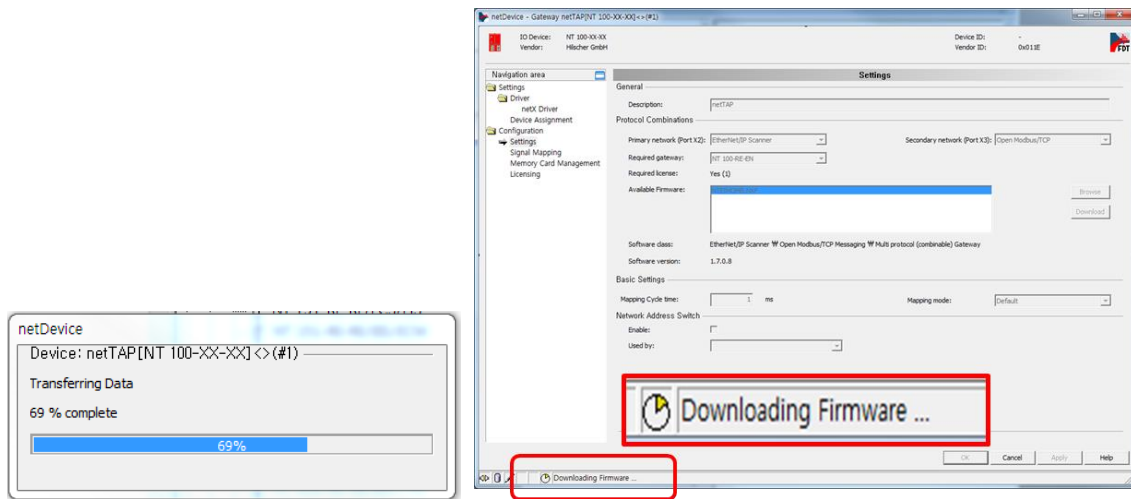 netDevice
Device: netTAP[NT 100-XX-XX]<>(#1)
Transferring Data
69 % complete
69%
netDevice - Gateway netTAP[NT 100-XX-XX]<>(#1)
IO Device: NT 100-XX-XX
Vendor: Hilscher GmbH
Device ID: -
Vendor ID: 0x011E
FDT
Navigation area
Settings
Driver
netX Driver
Device Assignment
Configuration
Settings
Signal Mapping
Memory Card Management
Licensing
Settings
General
Description: netTAP
Protocol Combinations
Primary network (Port X2): EtherNet/IP Scanner
Secondary network (Port X3): Open Modbus/TCP
Required gateway: NT 100-RE-EN
Required license: Yes (1)
Available Firmware:
Browse
Download
Software class: EtherNet/IP Scanner ₩ Open Modbus/TCP Messaging ₩ Multi protocol (combinable) Gateway
Software version: 1.7.0.8
Basic Settings
Mapping Cycle time: 1 ms
Mapping mode: Default
Network Address Switch
Enable:
Used by:
Downloading Firmware ...
OK Cancel Apply Help
Downloading Firmware ...